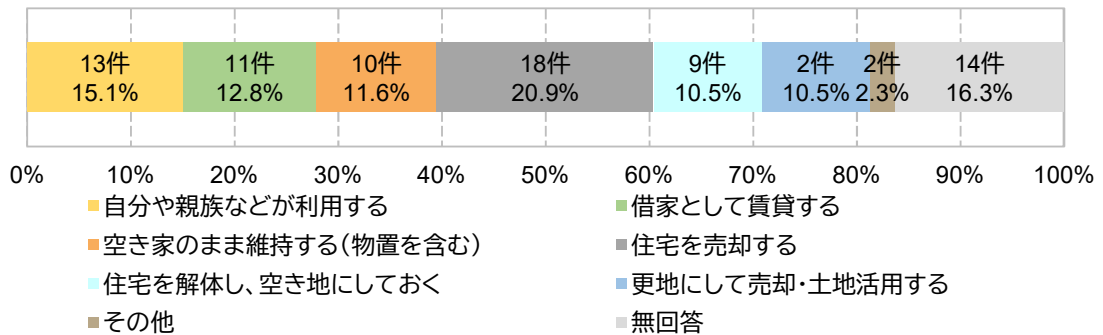 13件 11件 10件 18件 9件 2件 2件 14件
15.1% 12.8% 11.6% 20.9% 10.5% 10.5% 2.3% 16.3%
0% 10% 20% 30% 40% 50% 60% 70% 80% 90% 100%
自分や親族などが利用する 借家として賃貸する
空き家のまま維持する(物置を含む) 住宅を売却する
住宅を解体し、空き地にしておく 更地にして売却・土地活用する
その他 無回答